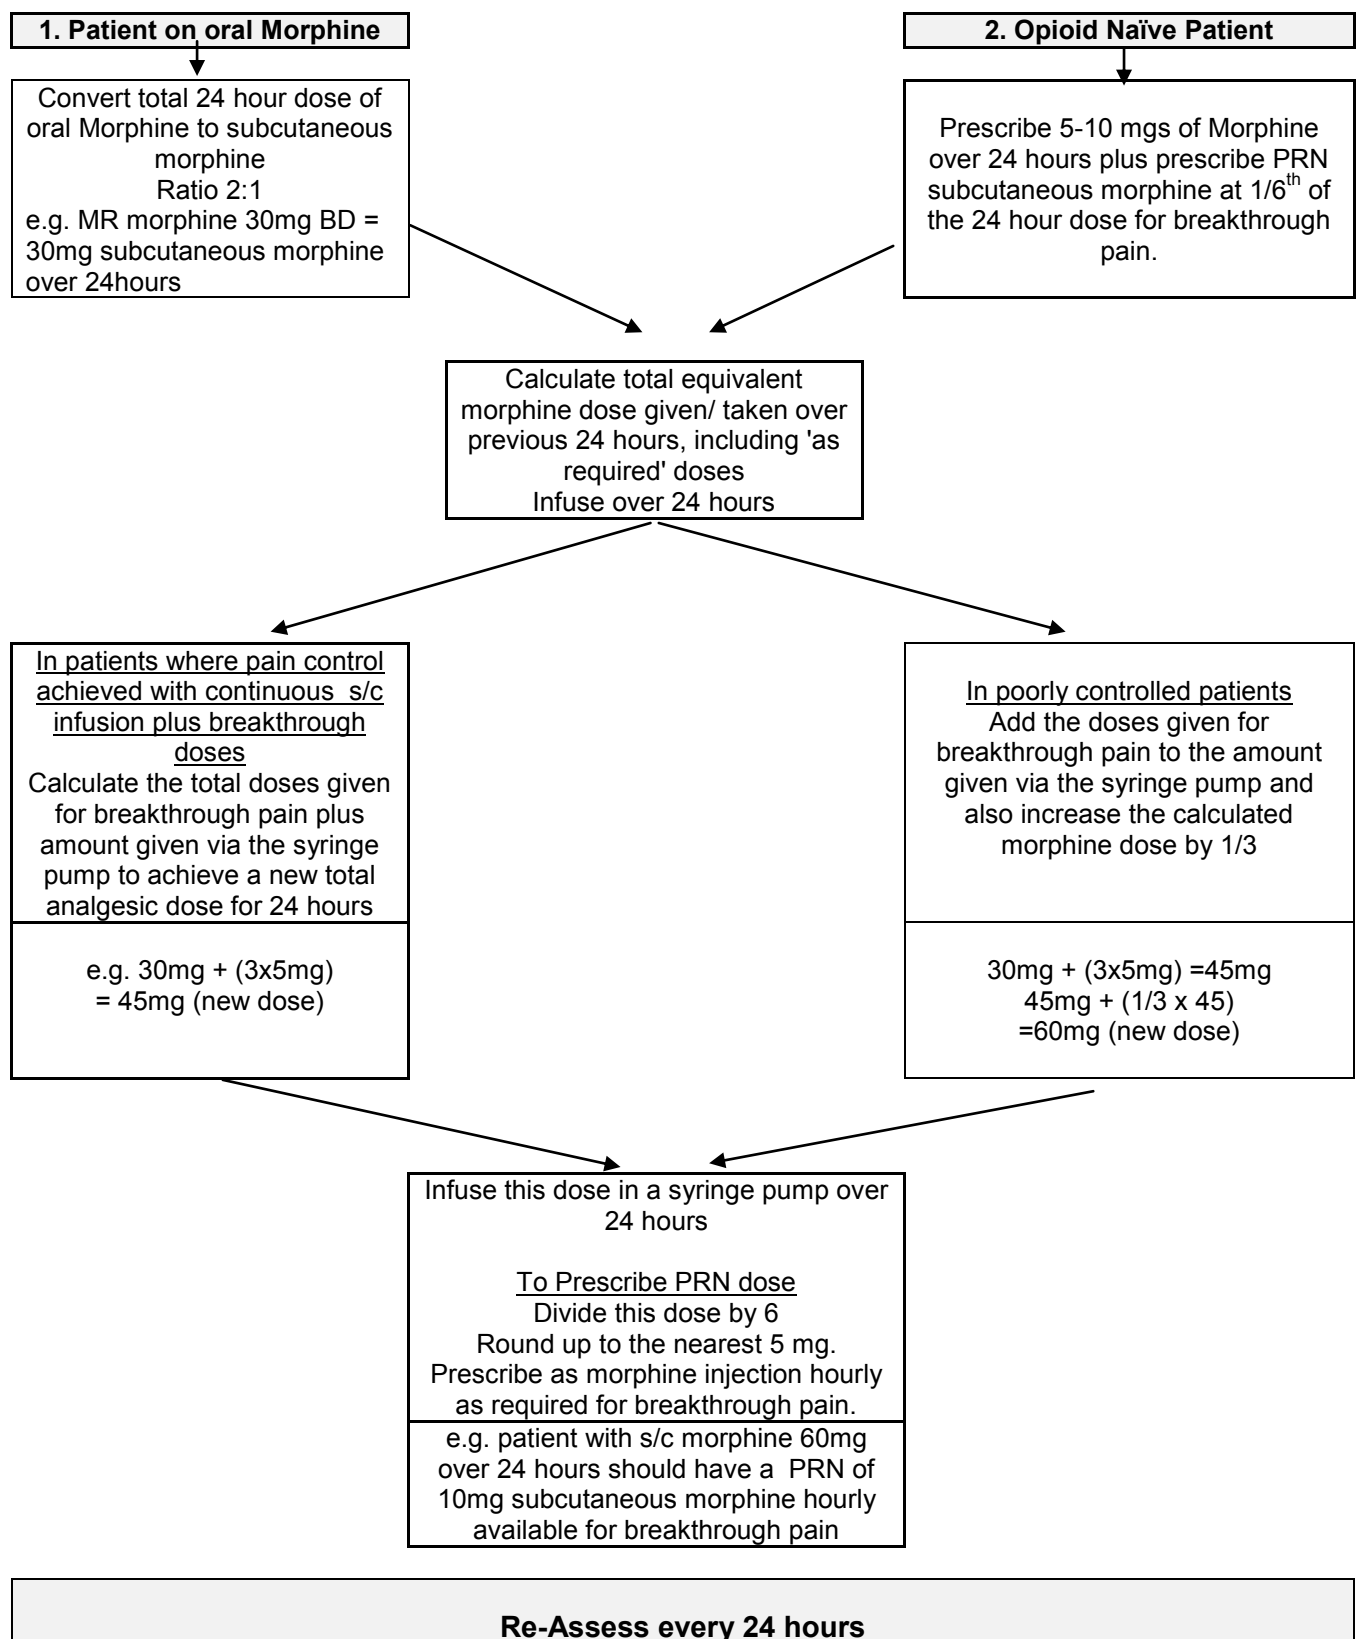 1. Patient on oral Morphine
2. Opioid Naïve Patient
Convert total 24 hour dose of
oral Morphine to subcutaneous
morphine
Ratio 2:1
e.g. MR morphine 30mg BD =
30mg subcutaneous morphine
over 24hours
Prescribe 5-10 mgs of Morphine
over 24 hours plus prescribe PRN
subcutaneous morphine at 1/6th of
the 24 hour dose for breakthrough
pain.
Calculate total equivalent
morphine dose given/ taken over
previous 24 hours, including 'as
required' doses
Infuse over 24 hours
In patients where pain control
achieved with continuous s/c
infusion plus breakthrough
doses
Calculate the total doses given
for breakthrough pain plus
amount given via the syringe
pump to achieve a new total
analgesic dose for 24 hours
e.g. 30mg + (3x5mg)
= 45mg (new dose)
In poorly controlled patients
Add the doses given for
breakthrough pain to the amount
given via the syringe pump and
also increase the calculated
morphine dose by 1/3
30mg + (3x5mg) =45mg
45mg + (1/3 x 45)
=60mg (new dose)
Infuse this dose in a syringe pump over
24 hours
To Prescribe PRN dose
Divide this dose by 6
Round up to the nearest 5 mg.
Prescribe as morphine injection hourly
as required for breakthrough pain.
e.g. patient with s/c morphine 60mg
over 24 hours should have a PRN of
10mg subcutaneous morphine hourly
available for breakthrough pain
Re-Assess every 24 hours